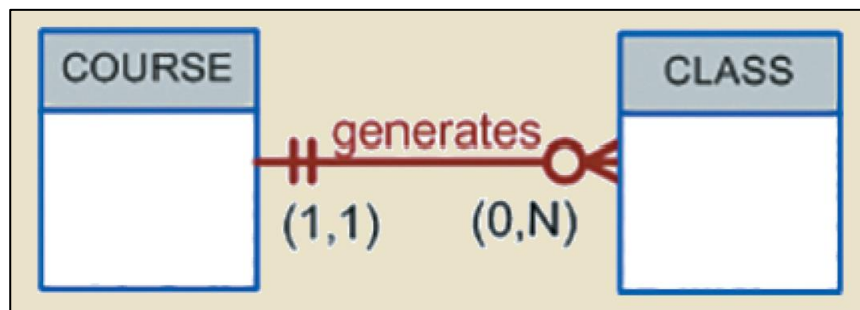 COURSE
CLASS
generates
(1,1)
(0,N)